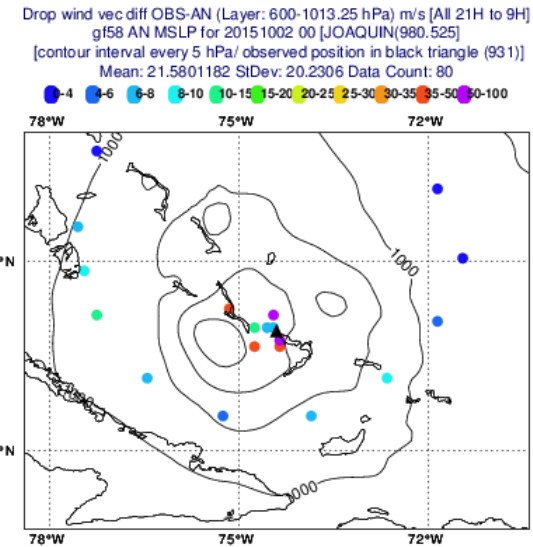 Drop wind vec diff OBS-AN (Layer: 600-1013.25 hPa) m/s [All 21H to 9H]
gf58 AN MSLP for 20151002 00 [JOAQUIN(980.525]
[contour interval every 5 hPa/ observed position in black triangle (931)]
Mean: 21.5801182 StDev: 20.2306 Data Count: 80
0-4 4-6 6-8 8-10 10-15 15-20 20-25 25-30 30-35 35-50 50-100
78°W 75°W 72°W
1000
°N
1000
°N
1000
78°W 75°W 72°W